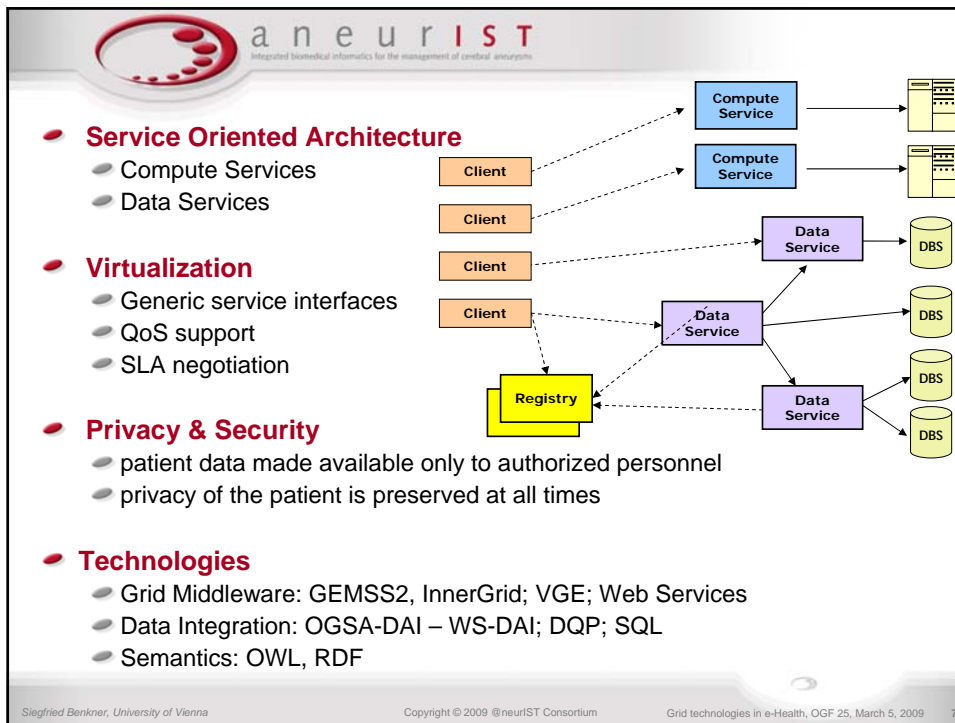 aneurIST
Integrated biomedical informatics for the management of cerebral aneurysms
Service Oriented Architecture
Compute Services
Data Services
Virtualization
Generic service interfaces
QoS support
SLA negotiation
Privacy & Security
patient data made available only to authorized personnel
privacy of the patient is preserved at all times
Technologies
Grid Middleware: GEMSS2, InnerGrid; VGE; Web Services
Data Integration: OGSA-DAI – WS-DAI; DQP; SQL
Semantics: OWL, RDF
Client
Client
Client
Client
Compute
Service
Compute
Service
Data
Service
Data
Service
Data
Service
Registry
DBS
DBS
DBS
DBS
Siegfried Benkner, University of Vienna
Copyright © 2009 @neurIST Consortium
Grid technologies in e-Health, OGF 25, March 5, 2009
7